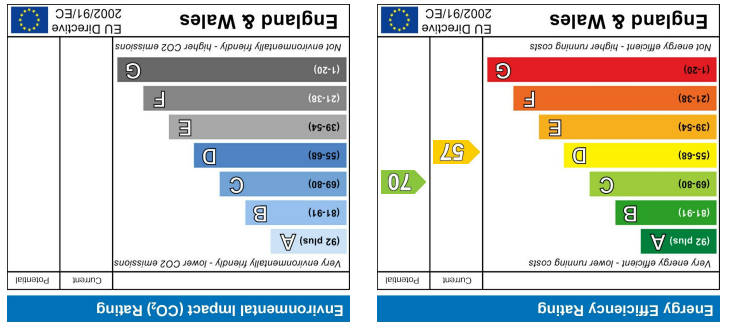 Energy Efficiency Rating
Current
Potential
Very energy efficient - lower running costs
(92 plus) A
(81-91) B
(69-80) C
(55-68) D
(39-54) E
(21-38) F
(1-20) G
57
70
Not energy efficient - higher running costs
England & Wales
EU Directive
2002/91/EC
Environmental Impact (CO₂) Rating
Current
Potential
Very environmentally friendly - lower CO2 emissions
(92 plus) A
(81-91) B
(69-80) C
(55-68) D
(39-54) E
(21-38) F
(1-20) G
Not environmentally friendly - higher CO2 emissions
England & Wales
EU Directive
2002/91/EC